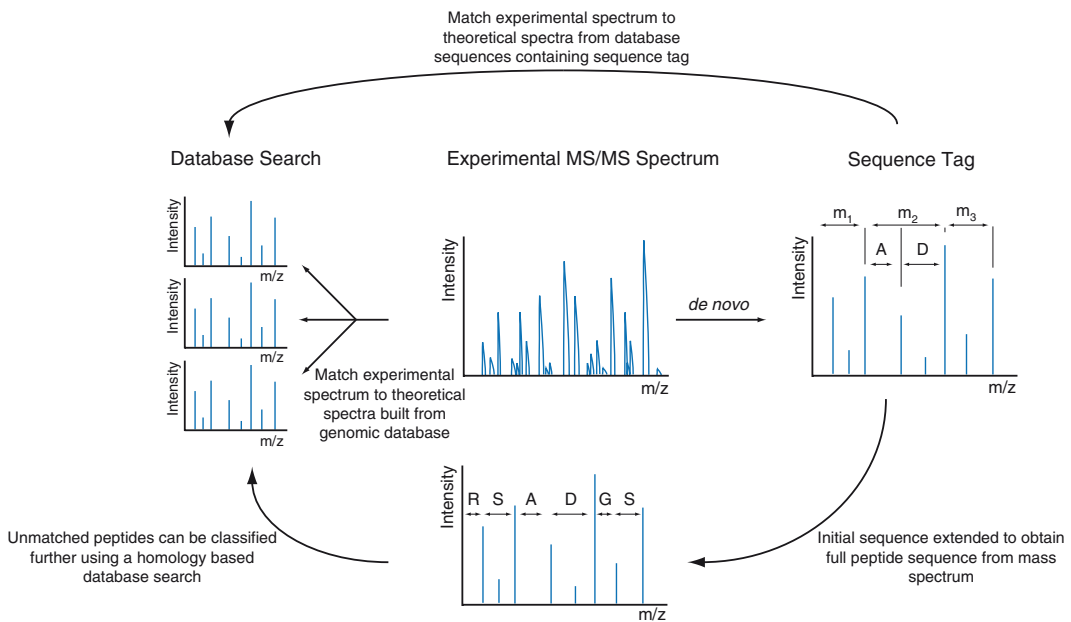 Match experimental spectrum to
theoretical spectra from database
sequences containing sequence tag
Database Search
Experimental MS/MS Spectrum
Sequence Tag
Intensity
m/z
Intensity
m/z
Intensity
m/z
Match experimental
spectrum to theoretical
spectra built from
genomic database
Intensity
m/z
de novo
m1
m2
m3
A
D
Intensity
m/z
Unmatched peptides can be classified
further using a homology based
database search
R
S
A
D
G
S
Intensity
m/z
Initial sequence extended to obtain
full peptide sequence from mass
spectrum